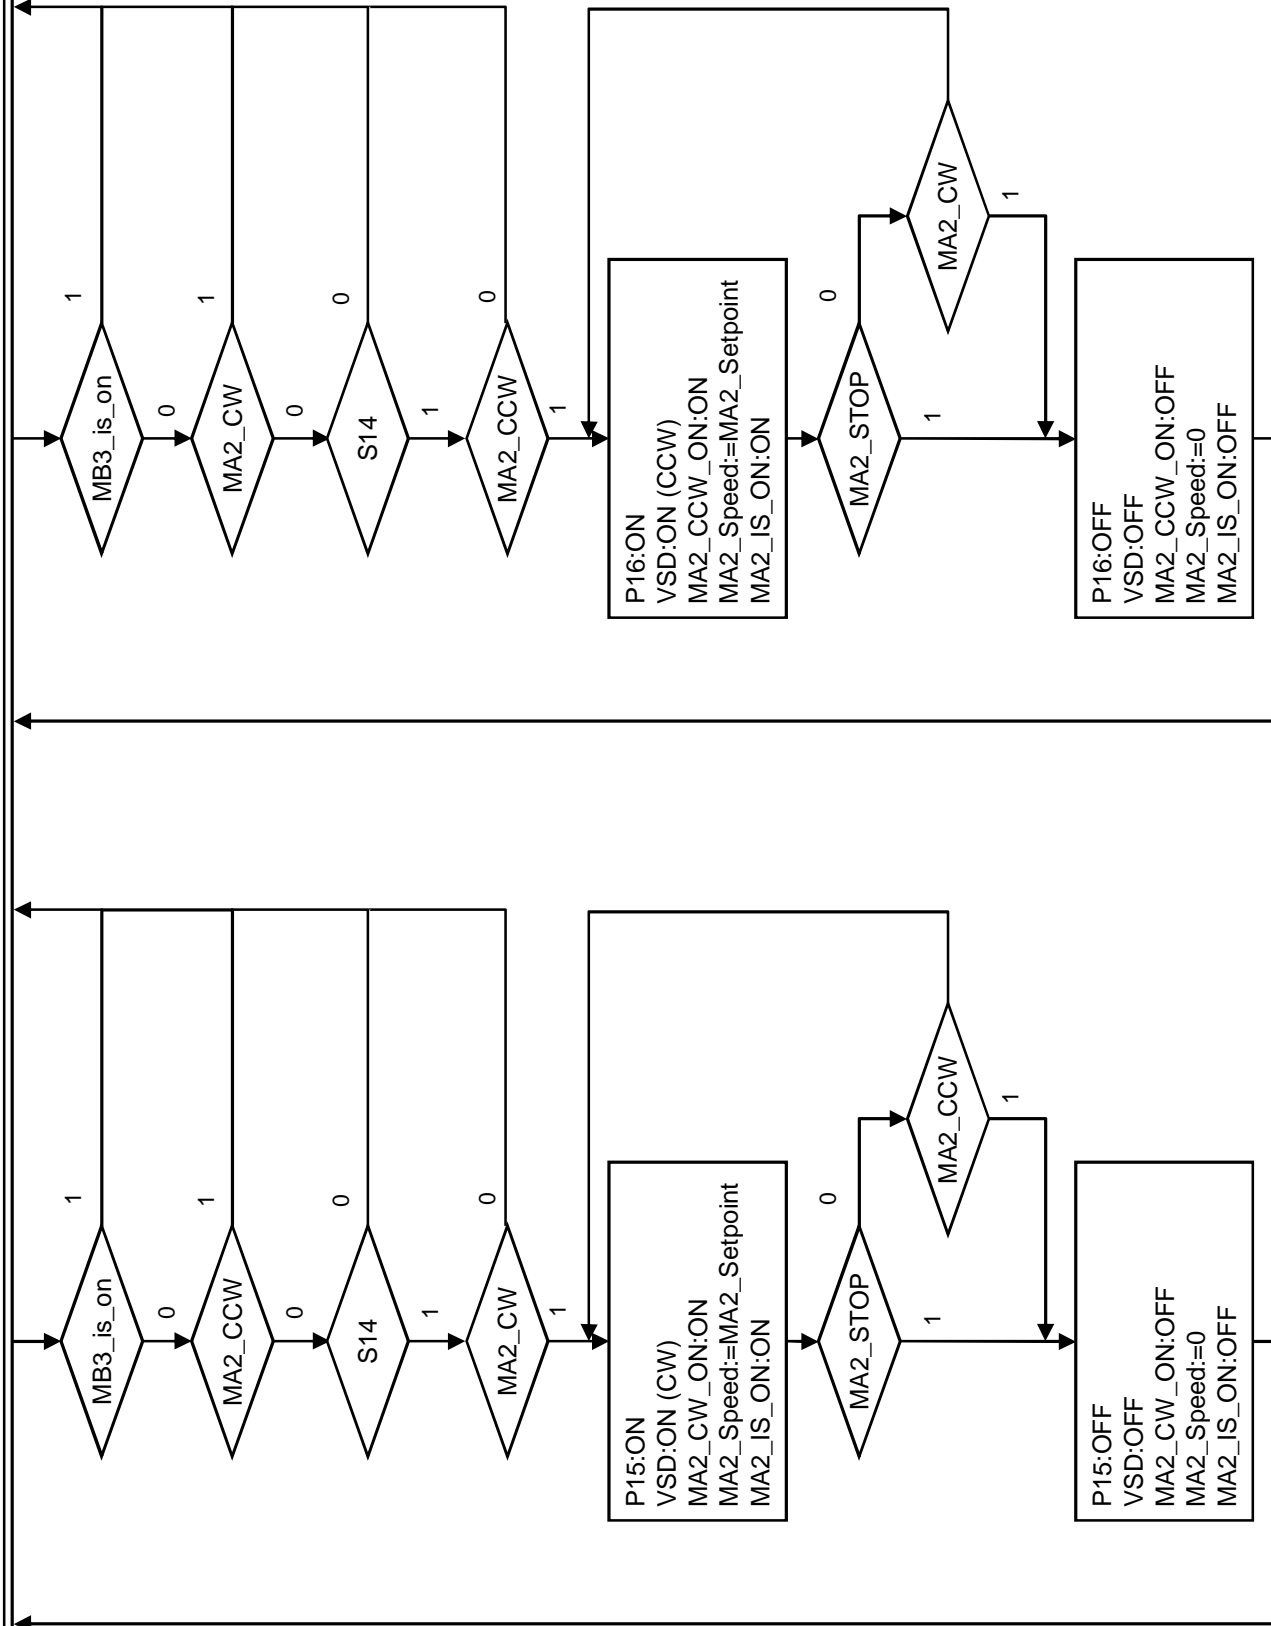 MB3_is_on
1
0
MA2_CCW
1
0
S14
0
1
MA2_CW
0
1
P15:ON
VSD:ON (CW)
MA2_CW_ON:ON
MA2_Speed:=MA2_Setpoint
MA2_IS_ON:ON
MA2_STOP
0
1
MA2_CCW
1
P15:OFF
VSD:OFF
MA2_CW_ON:OFF
MA2_Speed:=0
MA2_IS_ON:OFF
MB3_is_on
1
0
MA2_CW
1
0
S14
0
1
MA2_CCW
0
1
P16:ON
VSD:ON (CCW)
MA2_CCW_ON:ON
MA2_Speed:=MA2_Setpoint
MA2_IS_ON:ON
MA2_STOP
0
1
MA2_CW
1
P16:OFF
VSD:OFF
MA2_CCW_ON:OFF
MA2_Speed:=0
MA2_IS_ON:OFF